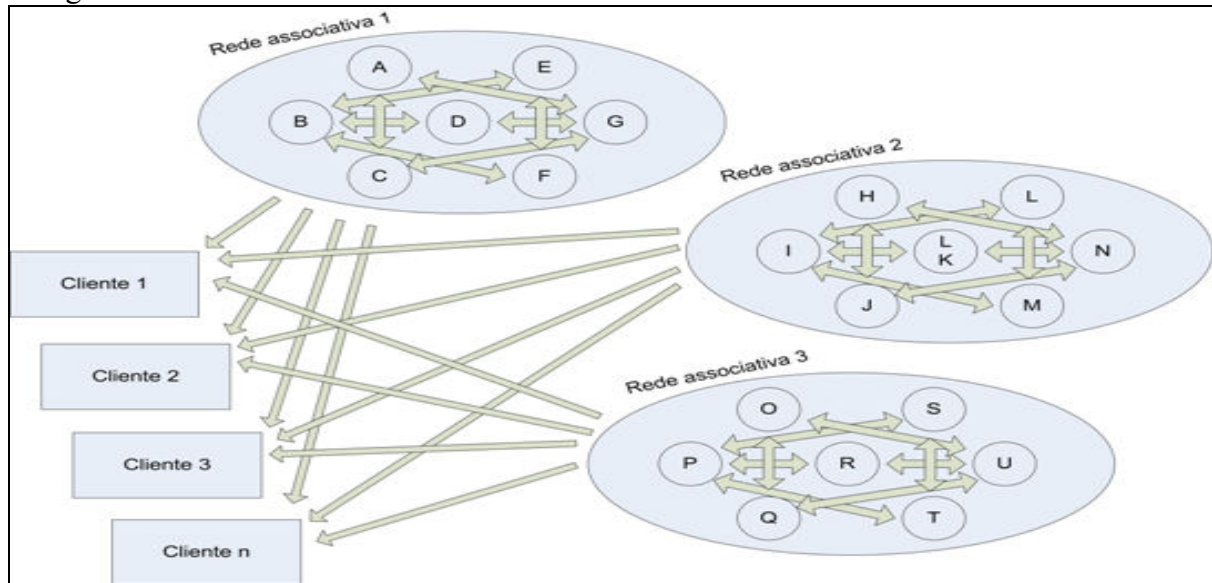 Rede associativa 1
A
E
B
D
G
C
F
Rede associativa 2
H
L
I
L
K
N
J
M
Cliente 1
Cliente 2
Cliente 3
Cliente n
Rede associativa 3
O
S
P
R
U
Q
T